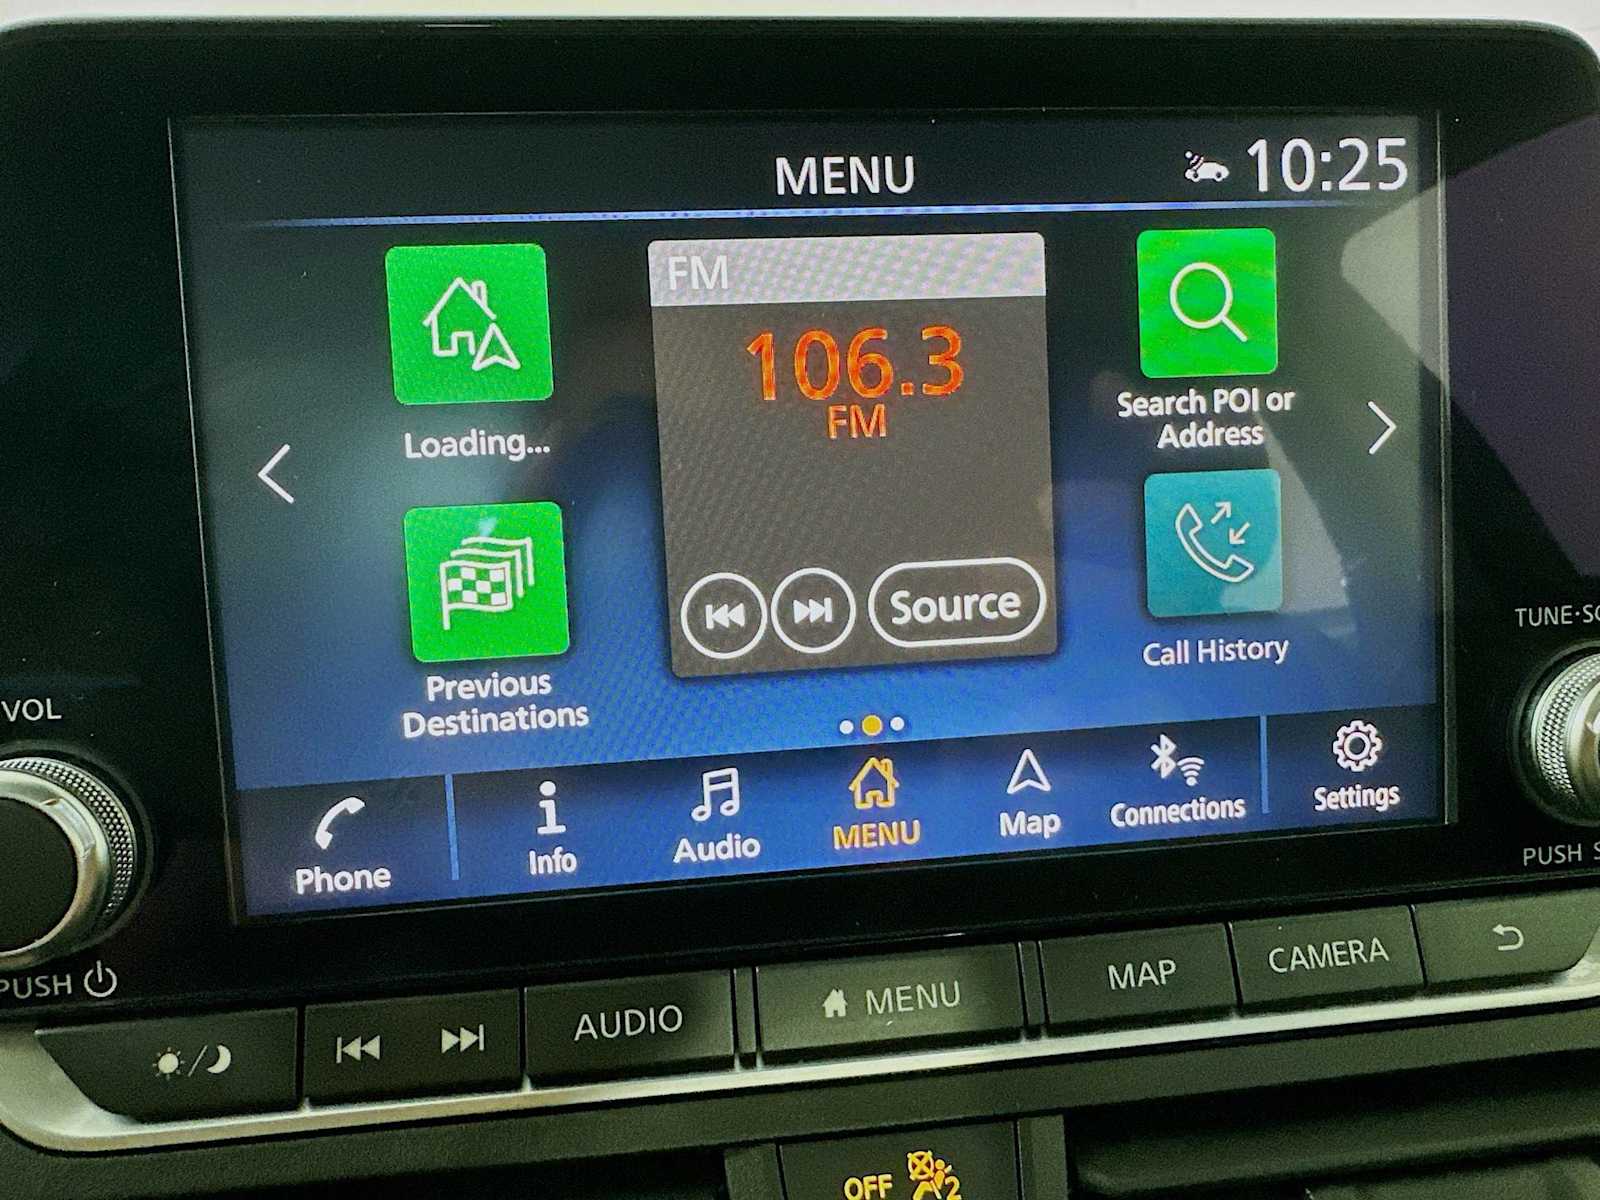 MENU
10:25
FM
106.3
FM
Loading...
Search POI or
Address
Source
Previous
Destinations
Call History
Phone
Info
Audio
MENU
Map
Connections
Settings
VOL
PUSH
TUNE
PUSH
AUDIO
MENU
MAP
CAMERA
OFF
2